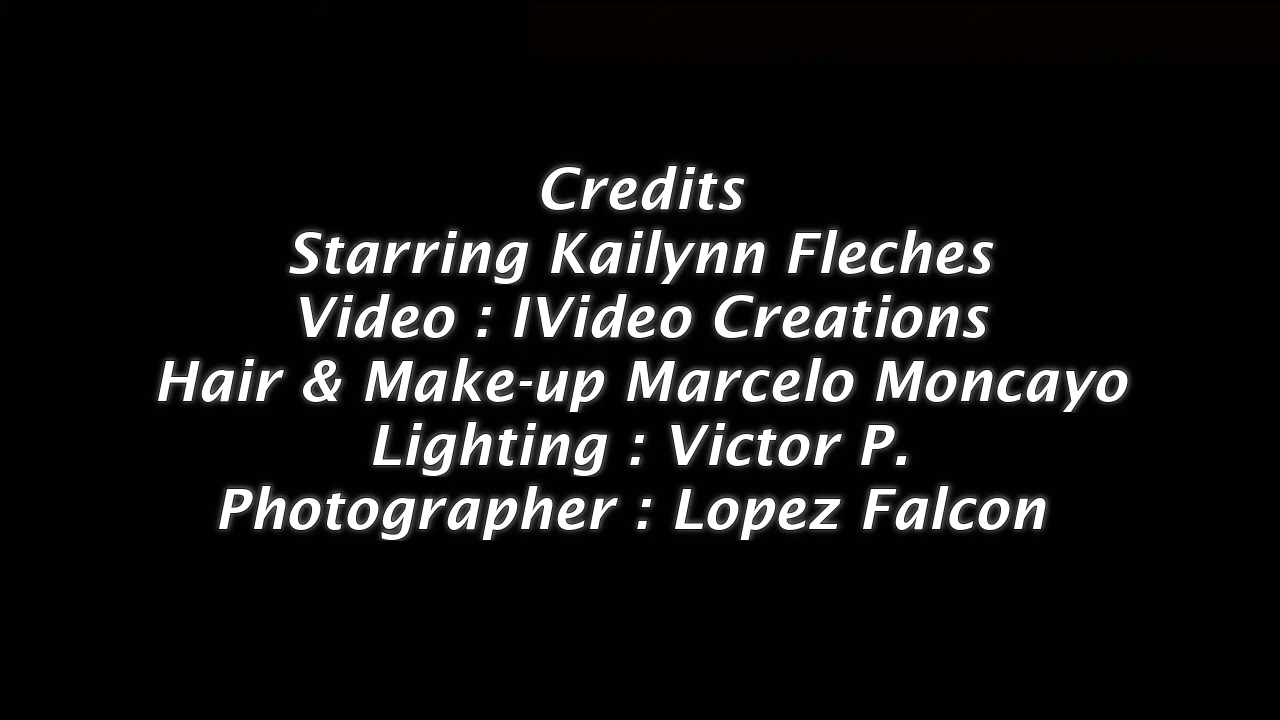 Credits
Starring Kailynn Fleches
Video : IVideo Creations
Hair & Make-up Marcelo Moncayo
Lighting : Victor P.
Photographer : Lopez Falcon